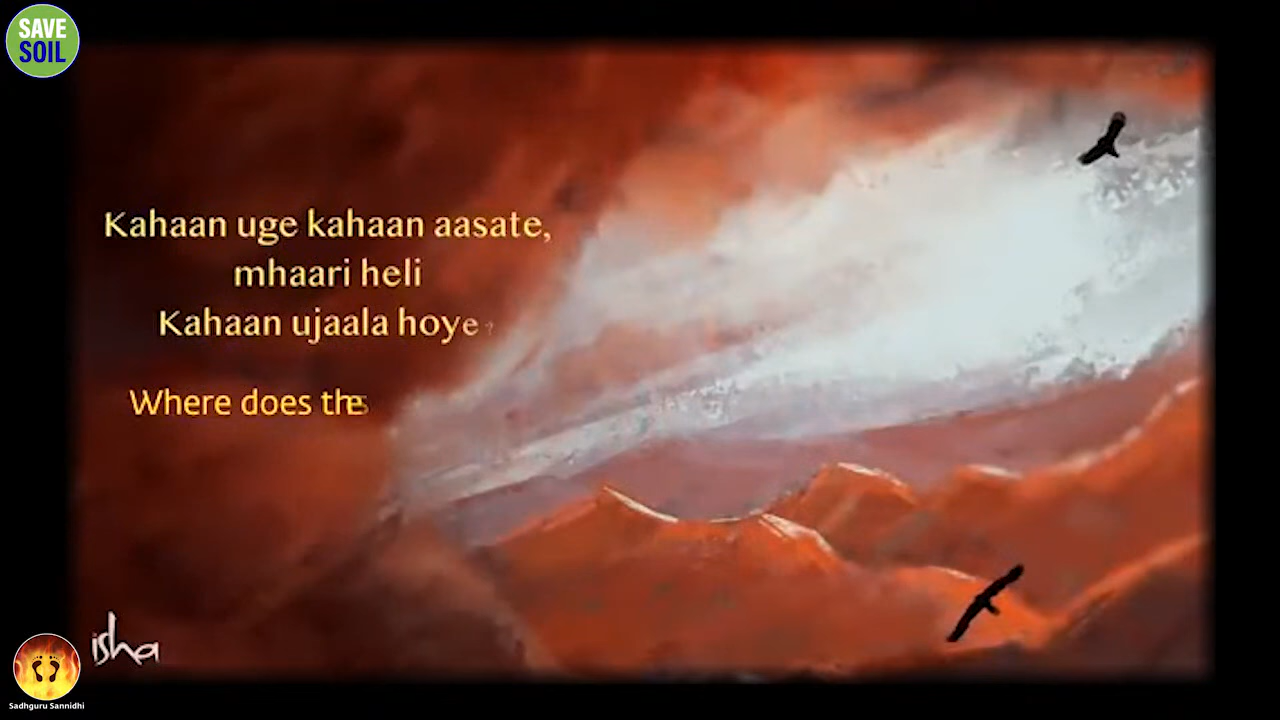 SAVE
SOIL
Kahaan uge kahaan aasate,
mhaari heli
Kahaan ujaala hoye ?
Where does the
isha
Sadhguru Sannidhi